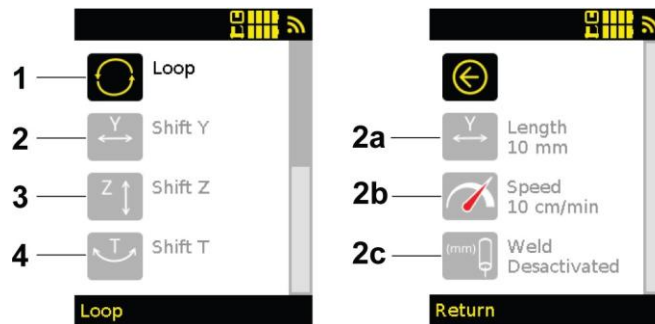 1
Loop
2
Y
Shift Y
3
Z
Shift Z
4
T
Shift T
Loop
2a
Y
Length
10 mm
2b
Speed
10 cm/min
2c
(mm)
Weld
Desactivated
Return